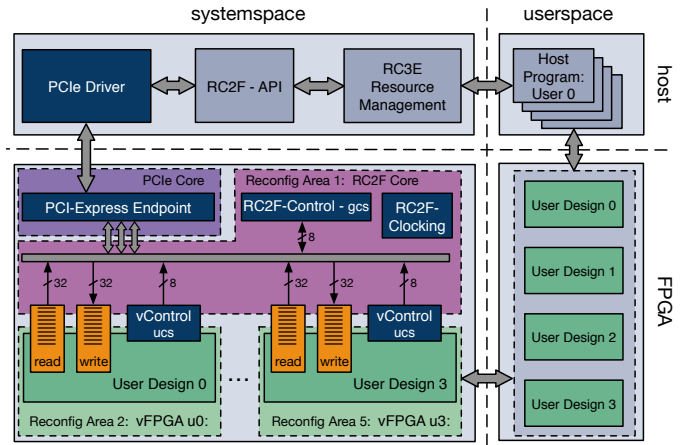 systemspace
userspace
PCIe Driver
RC2F - API
RC3E
Resource
Management
Host
Program:
User 0
host
PCIe Core
Reconfig Area 1: RC2F Core
PCI-Express Endpoint
RC2F-Control - gcs
RC2F-
Clocking
8
32
32
8
32
32
8
read
write
vControl
ucs
read
write
vControl
ucs
User Design 0
...
User Design 3
Reconfig Area 2: vFPGA u0:
Reconfig Area 5: vFPGA u3:
User Design 0
User Design 1
User Design 2
User Design 3
FPGA